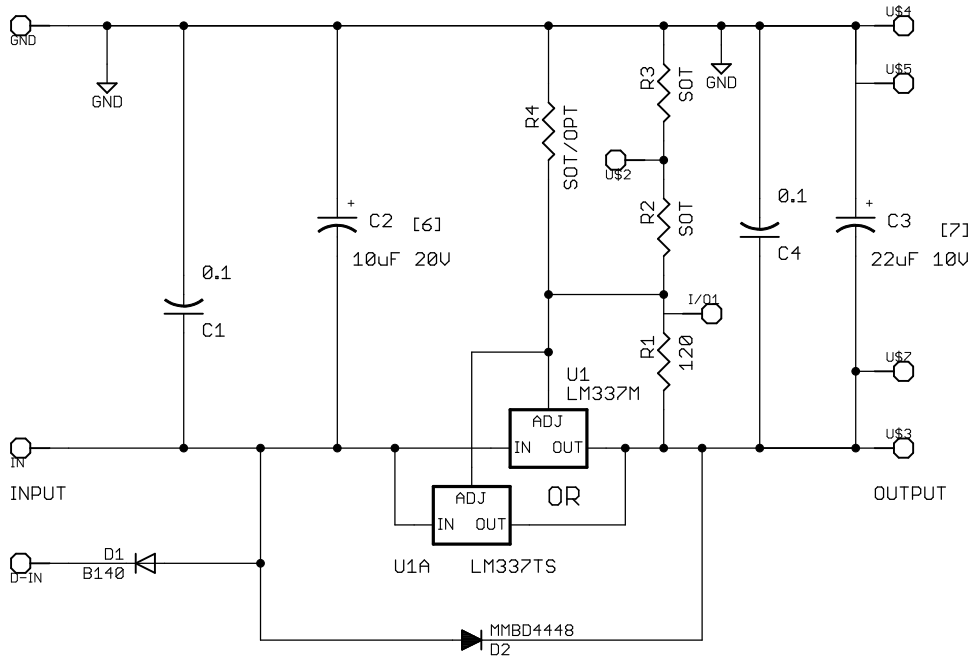 U$4
GND
U$5
GND
GND
R3
SOT
R4
SOT/OPT
U$2
R2
SOT
0.1
C4
+
C2 [6]
10uF 20V
+
C3 [7]
22uF 10V
0.1
C1
I/O1
R1
120
U$7
U1
LM337M
ADJ
IN OUT
U$3
IN
INPUT
OUTPUT
ADJ
IN OUT
OR
U1A LM337TS
D1
B140
D-IN
MMBD4448
D2